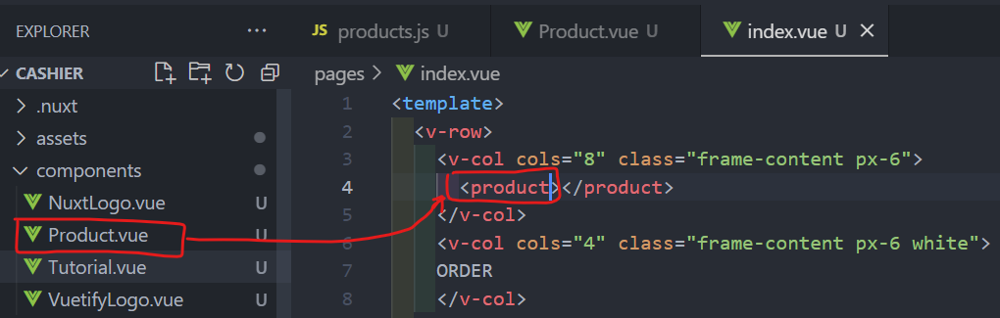 EXPLORER ...
JS products.js U
Product.vue U
index.vue U
CASHIER
pages > index.vue
.nuxt
assets
components
NuxtLogo.vue U
Product.vue U
Tutorial.vue U
VuetifyLogo.vue U
1 <template>
2 <v-row>
3 <v-col cols="8" class="frame-content px-6">
4 <product></product>
5 </v-col>
6 <v-col cols="4" class="frame-content px-6 white">
7 ORDER
8 </v-col>